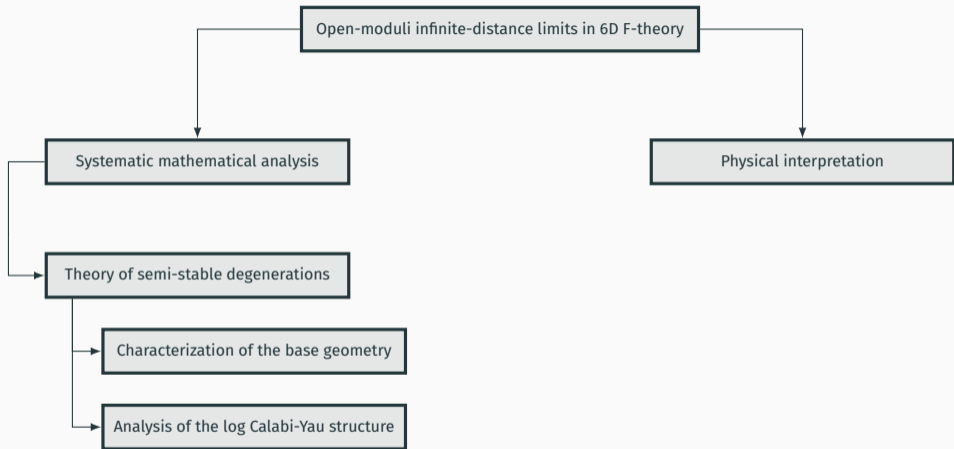 Open-moduli infinite-distance limits in 6D F-theory
Systematic mathematical analysis
Physical interpretation
Theory of semi-stable degenerations
Characterization of the base geometry
Analysis of the log Calabi-Yau structure